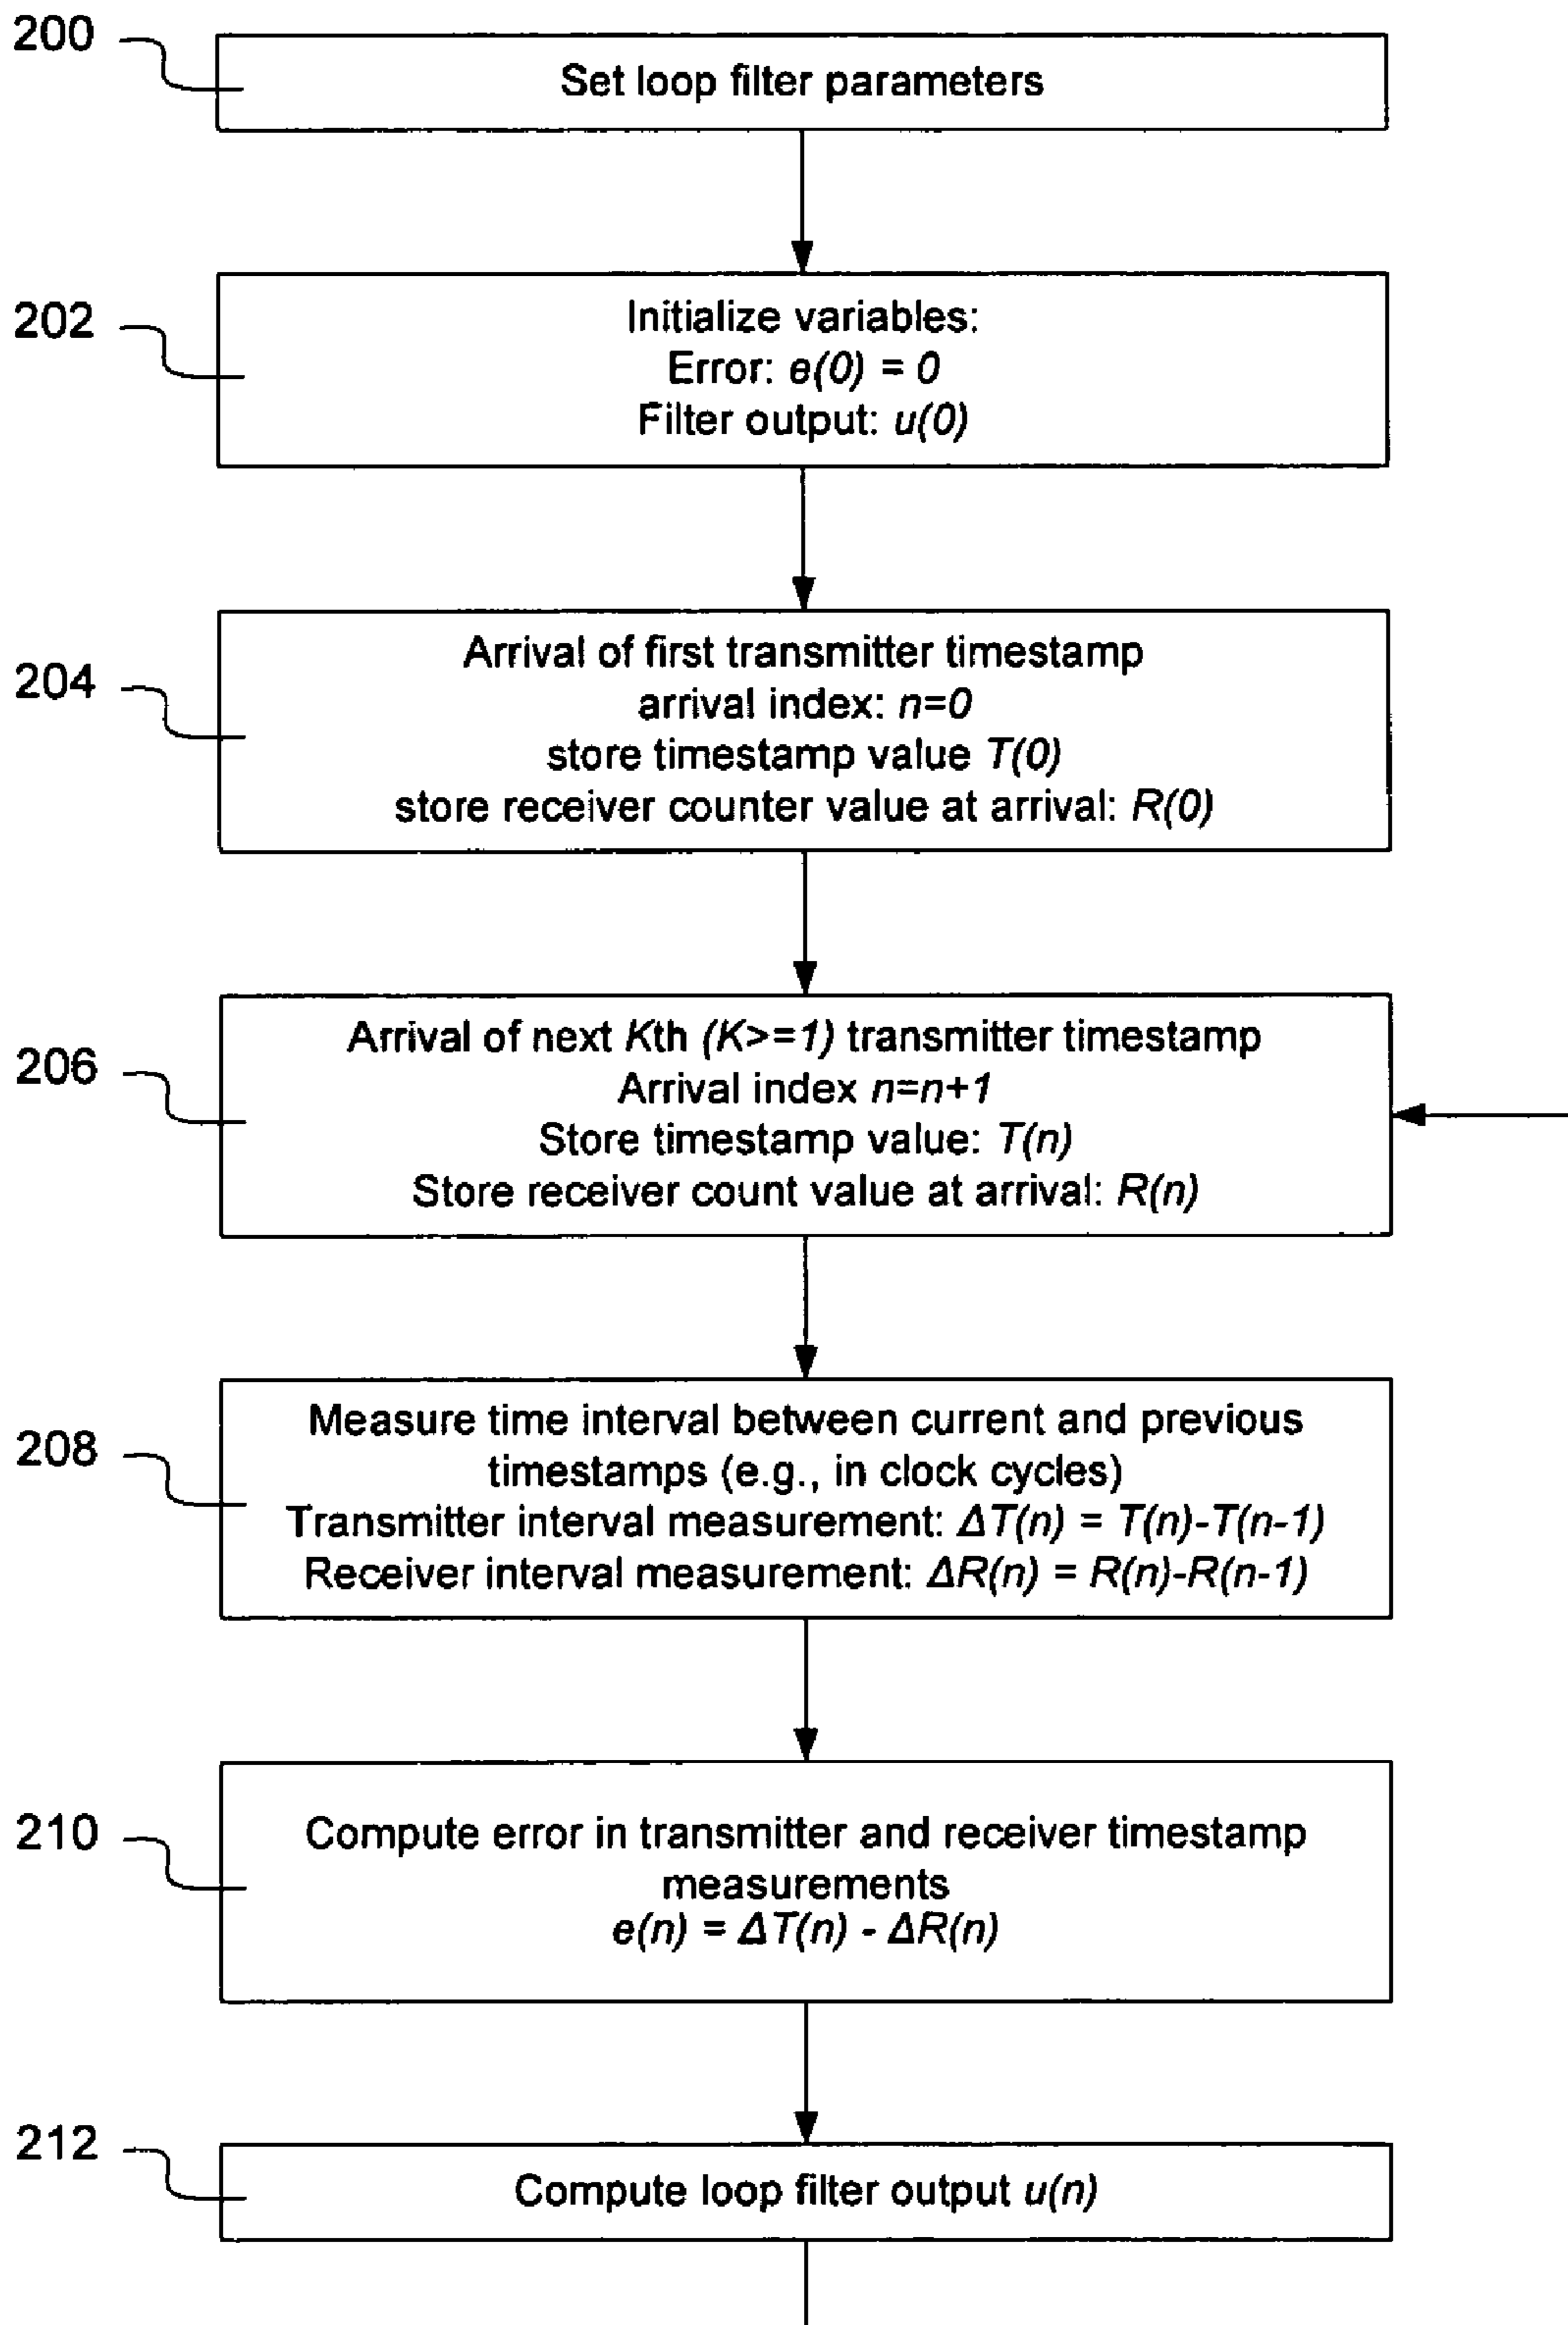 200
Set loop filter parameters
202
Initialize variables:
Error: e(0) = 0
Filter output: u(0)
204
Arrival of first transmitter timestamp
arrival index: n=0
store timestamp value T(0)
store receiver counter value at arrival: R(0)
206
Arrival of next Kth (K>=1) transmitter timestamp
Arrival index n=n+1
Store timestamp value: T(n)
Store receiver count value at arrival: R(n)
208
Measure time interval between current and previous
timestamps (e.g., in clock cycles)
Transmitter interval measurement: ΔT(n) = T(n)-T(n-1)
Receiver interval measurement: ΔR(n) = R(n)-R(n-1)
210
Compute error in transmitter and receiver timestamp
measurements
e(n) = ΔT(n) - ΔR(n)
212
Compute loop filter output u(n)